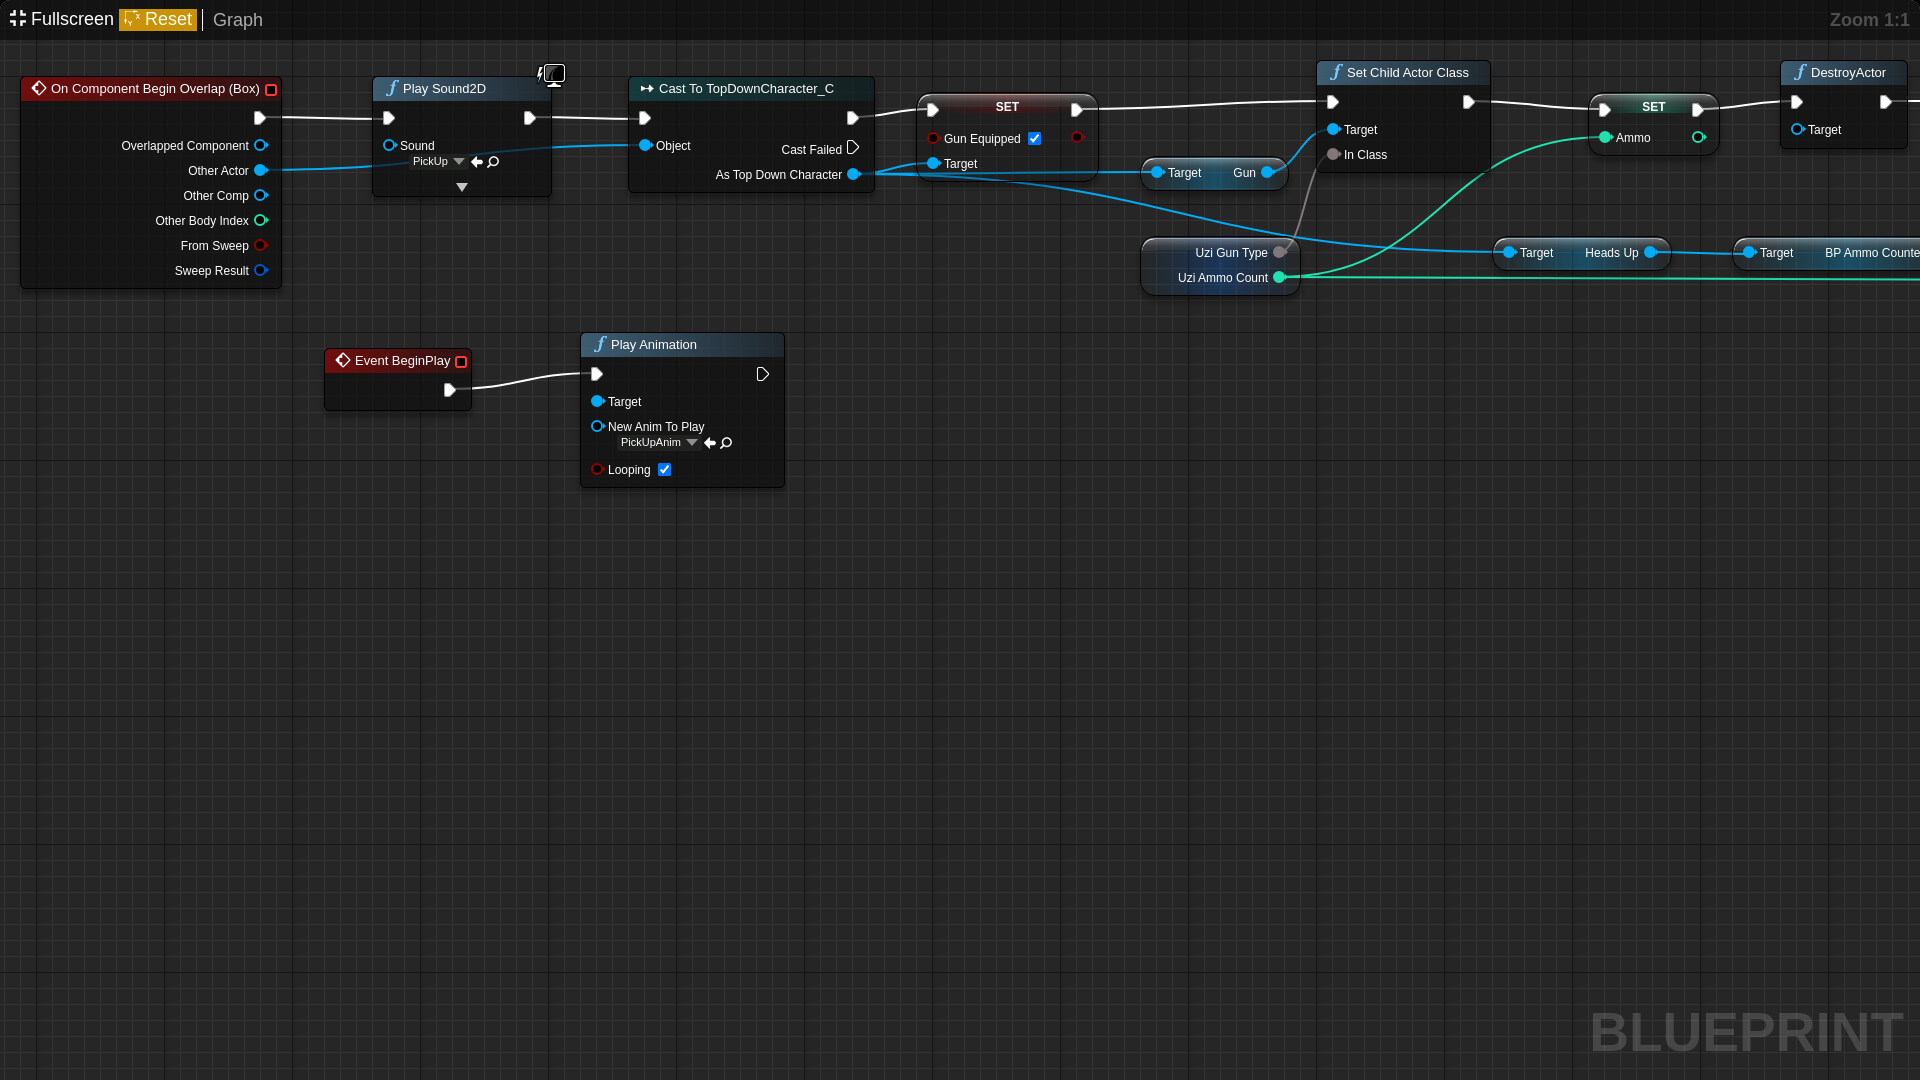 Fullscreen Reset Graph Zoom 1:1
On Component Begin Overlap (Box)
Overlapped Component
Other Actor
Other Comp
Other Body Index
From Sweep
Sweep Result
f Play Sound2D
Sound
PickUp
Cast To TopDownCharacter_C
Object
Cast Failed
As Top Down Character
SET
Gun Equipped
Target
Target Gun
f Set Child Actor Class
Target
In Class
Uzi Gun Type
Uzi Ammo Count
SET
Ammo
f DestroyActor
Target
Target Heads Up
Target BP Ammo Counte
Event BeginPlay
f Play Animation
Target
New Anim To Play
PickUpAnim
Looping
BLUEPRINT